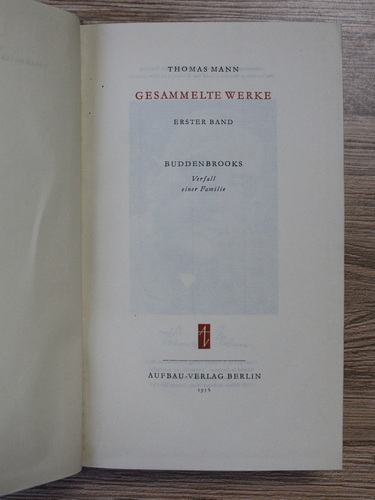 THOMAS MANN
GESAMMELTE WERKE
ERSTER BAND
BUDDENBROOKS
Verfall
einer Familie
AUFBAU-VERLAG BERLIN
1956